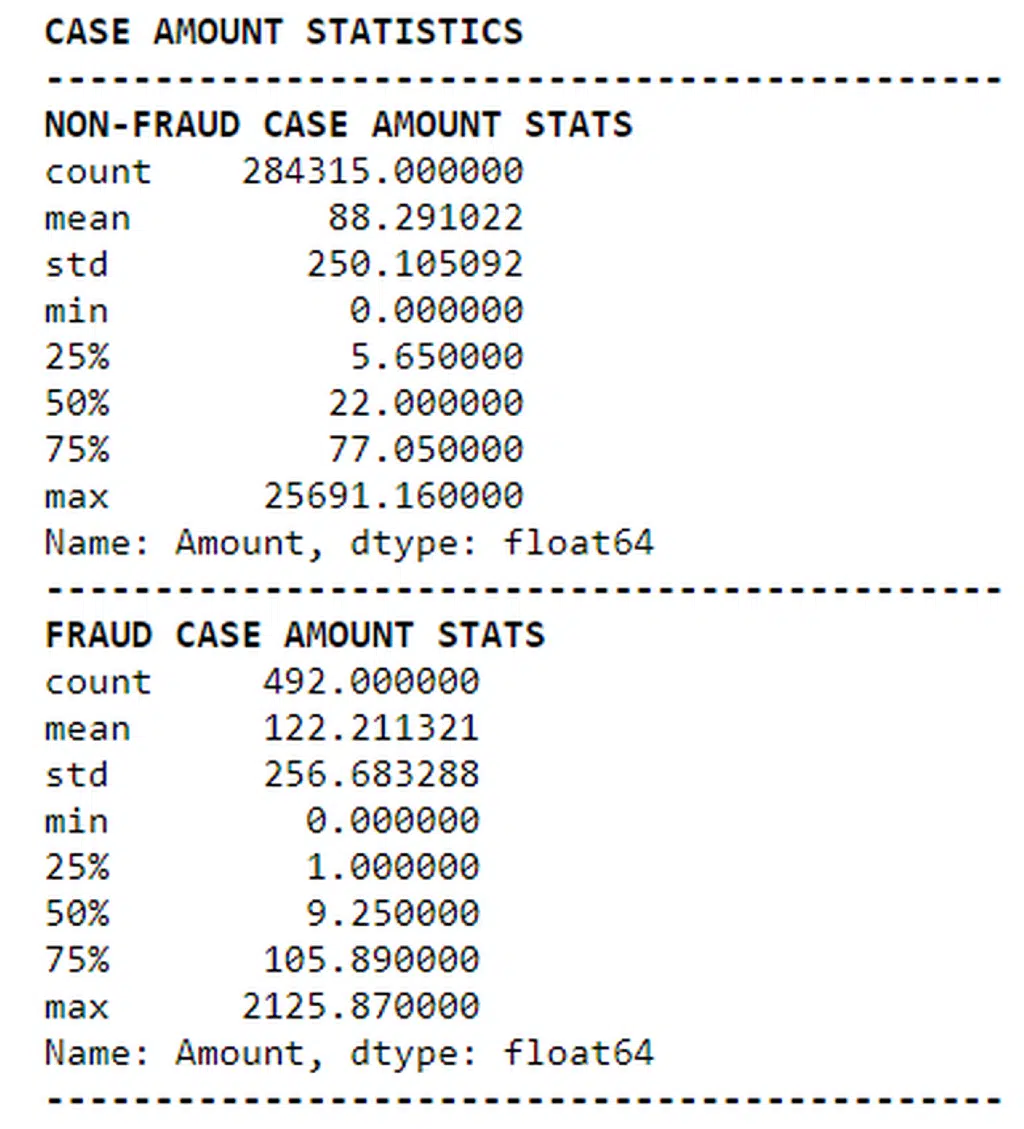 CASE AMOUNT STATISTICS
--------------------------------------------
NON-FRAUD CASE AMOUNT STATS
count    284315.000000
mean         88.291022
std         250.105092
min           0.000000
25%           5.650000
50%          22.000000
75%          77.050000
max       25691.160000
Name: Amount, dtype: float64
--------------------------------------------
FRAUD CASE AMOUNT STATS
count     492.000000
mean      122.211321
std       256.683288
min         0.000000
25%         1.000000
50%         9.250000
75%       105.890000
max      2125.870000
Name: Amount, dtype: float64
--------------------------------------------